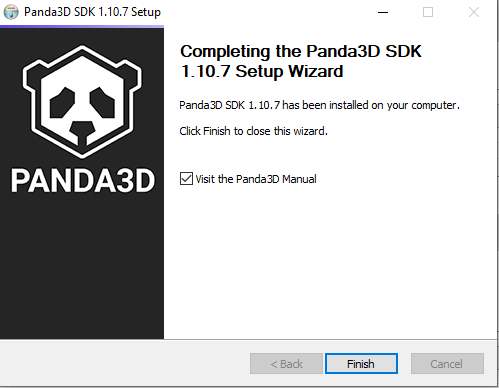 Panda3D SDK 1.10.7 Setup
Completing the Panda3D SDK
1.10.7 Setup Wizard
Panda3D SDK 1.10.7 has been installed on your computer.
Click Finish to close this wizard.
Visit the Panda3D Manual
PANDA3D
< Back
Finish
Cancel